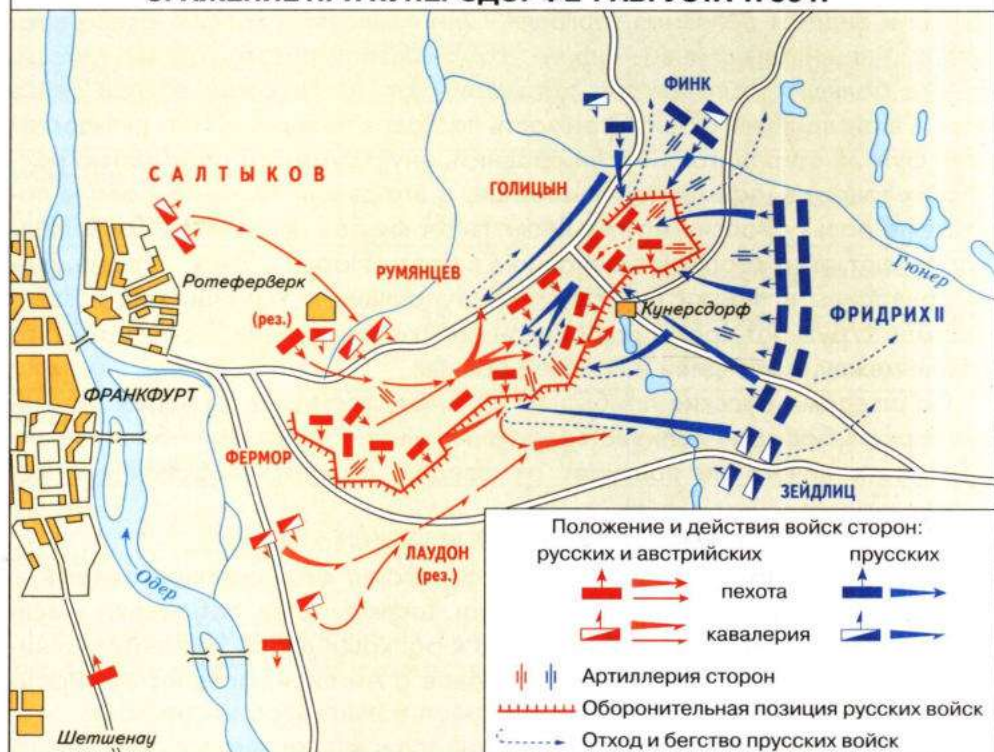 ФИНК
САЛТЫКОВ
ГОЛИЦЫН
РУМЯНЦЕВ
Ротеферверк
(рез.)
Гюнер
Кунерсдорф
ФРИДРИХ II
ФРАНКФУРТ
ФЕРМОР
ЗЕЙДЛИЦ
ЛАУДОН
(рез.)
Одер
Шетшенау
Положение и действия войск сторон:
русских и австрийских
прусских
пехота
кавалерия
Артиллерия сторон
Оборонительная позиция русских войск
Отход и бегство прусских войск